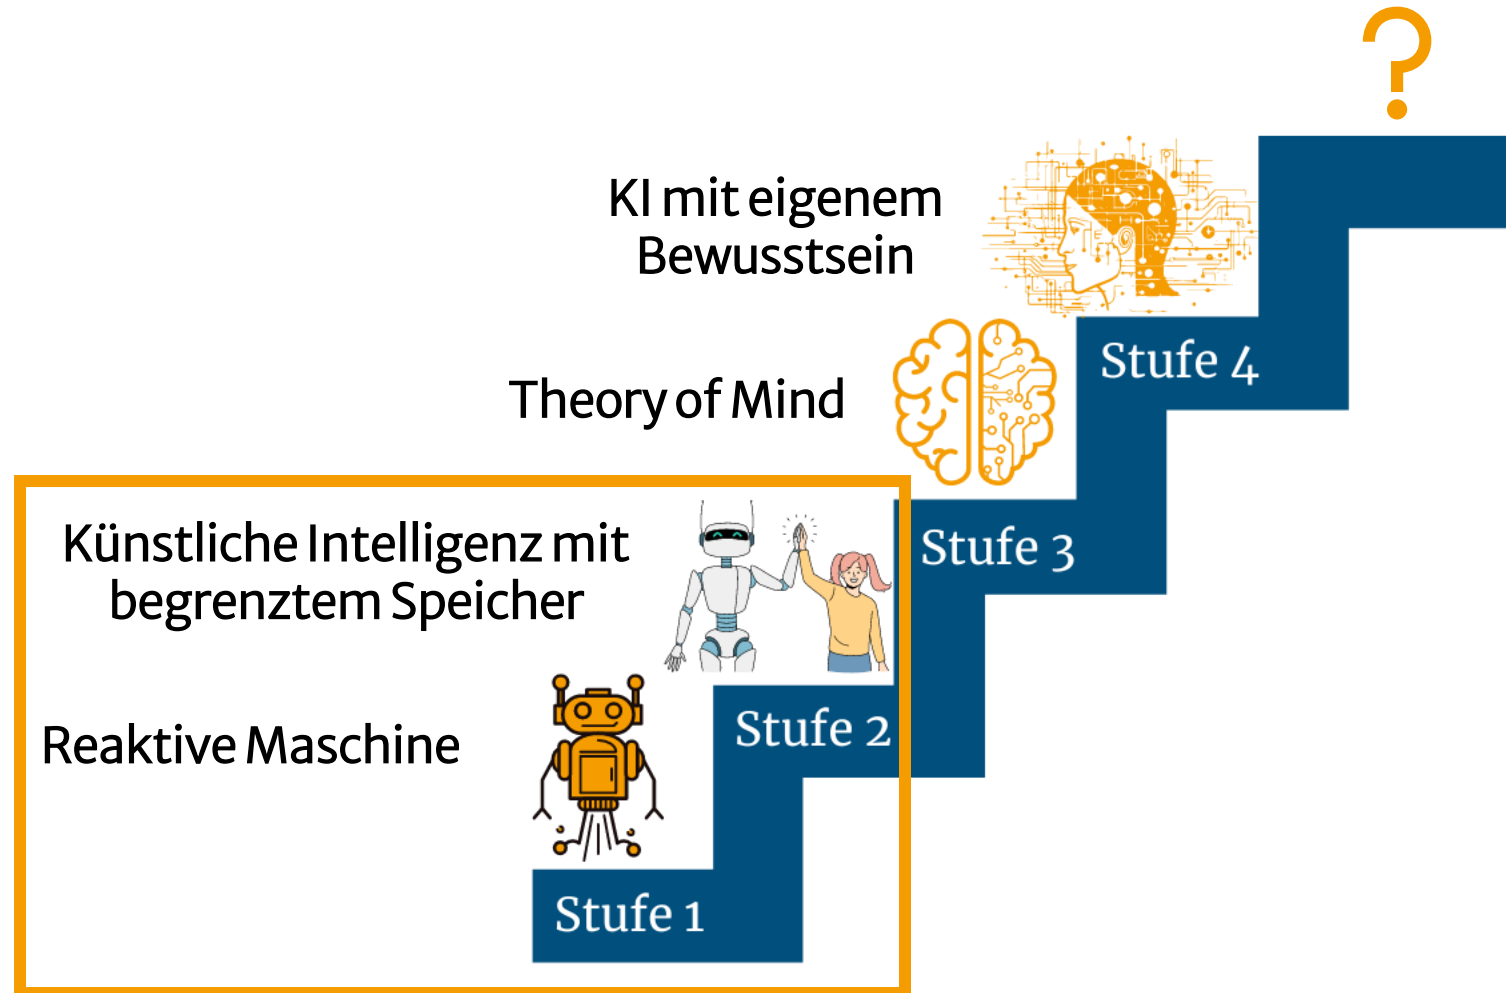 ?
KI mit eigenem
Bewusstsein
Stufe 4
Theory of Mind
Stufe 3
Künstliche Intelligenz mit
begrenztem Speicher
Stufe 2
Reaktive Maschine
Stufe 1